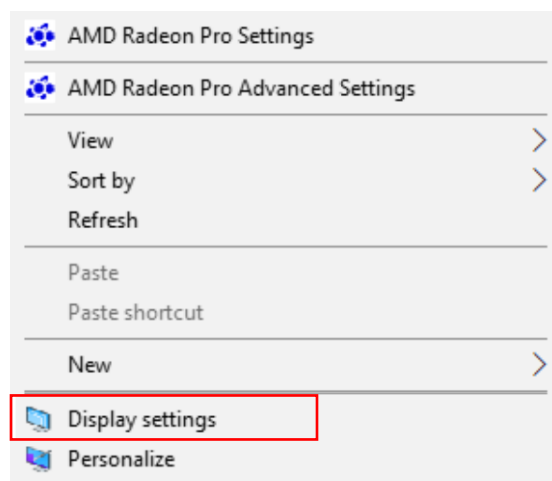 AMD Radeon Pro Settings
AMD Radeon Pro Advanced Settings
View
Sort by
Refresh
Paste
Paste shortcut
New
Display settings
Personalize